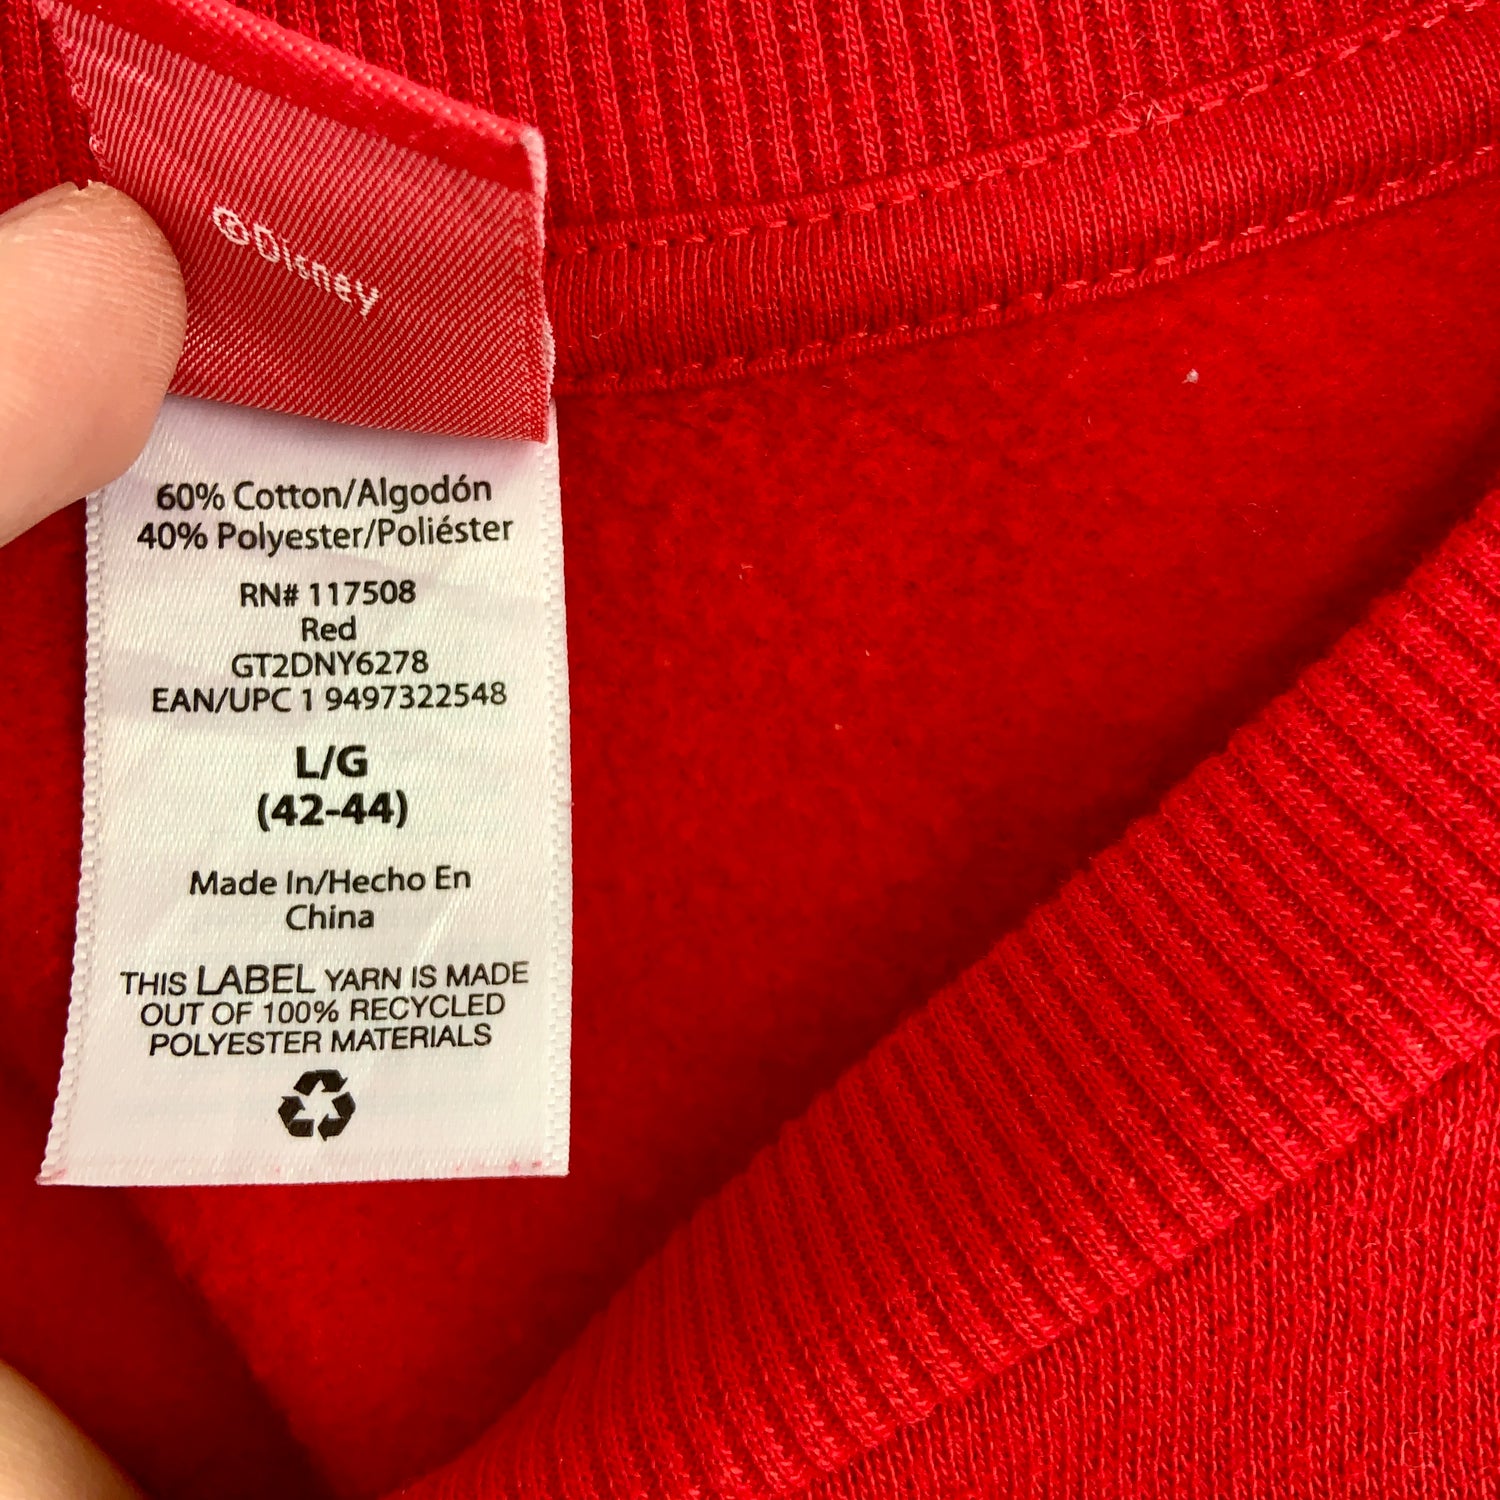 ©Disney
60% Cotton/Algodón
40% Polyester/Poliéster
RN# 117508
Red
GT2DNY6278
EAN/UPC 1 9497322548
L/G
(42-44)
Made In/Hecho En
China
THIS LABEL YARN IS MADE
OUT OF 100% RECYCLED
POLYESTER MATERIALS